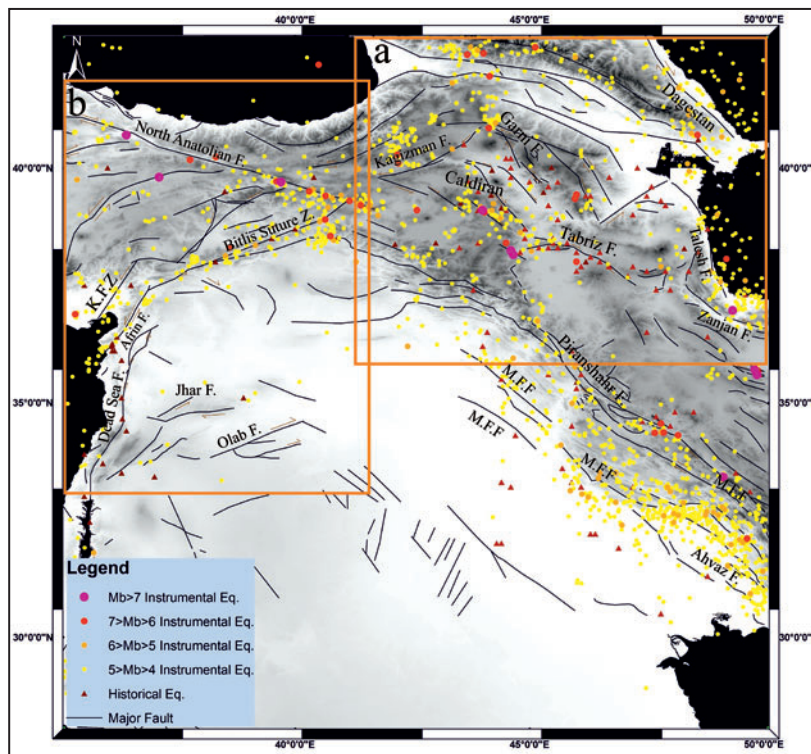 40°0'0"E
45°0'0"E
50°0'0"E
N
a
b
Dagestan
North Anatolian F.
Garni F.
Kagizman F.
40°0'0"N
40°0'0"N
Caldiran
Bitlis Suture Z.
Tabriz F.
Talesh F.
K.F.Z
Zanjan F.
Afrin F.
Piranshahr F.
35°0'0"N
35°0'0"N
Dead Sea F.
Jhar F.
M.F.F
Olab F.
M.F.F
M.F.F
M.F.F
Ahvaz F.
Legend
Mb>7 Instrumental Eq.
7>Mb>6 Instrumental Eq.
30°0'0"N
30°0'0"N
6>Mb>5 Instrumental Eq.
5>Mb>4 Instrumental Eq.
Historical Eq.
Major Fault
40°0'0"E
45°0'0"E
50°0'0"E